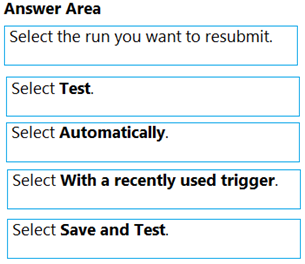 Answer Area
Select the run you want to resubmit.
Select Test.
Select Automatically.
Select With a recently used trigger.
Select Save and Test.